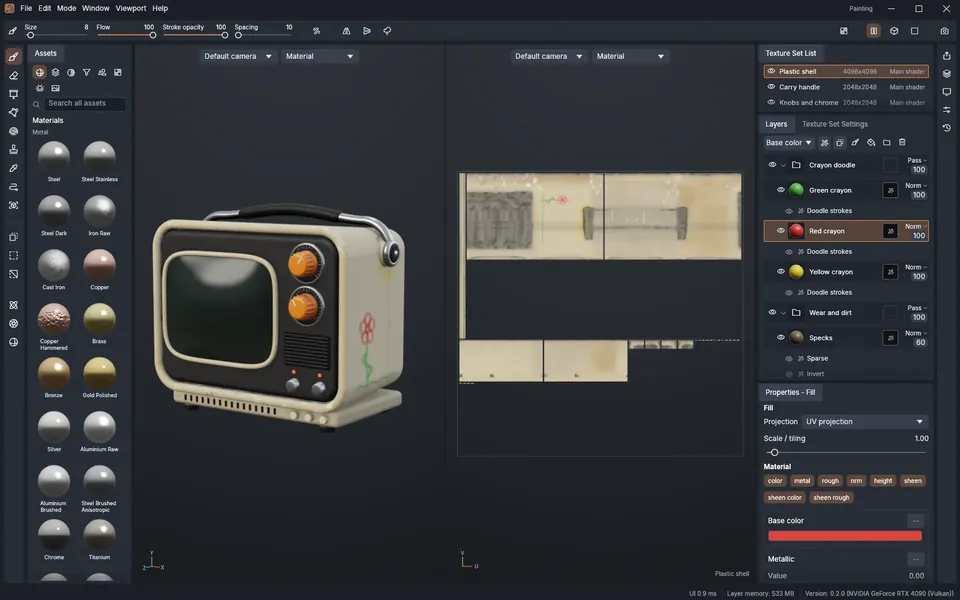 File Edit Mode Window Viewport Help
Painting
Size 8 Flow 100 Stroke opacity 100 Spacing 10
Assets
Search all assets
Materials
Metal
Steel
Steel Stainless
Steel Dark
Iron Raw
Cast Iron
Copper
Copper Hammered
Brass
Bronze
Gold Polished
Silver
Aluminium Raw
Aluminium Brushed
Steel Brushed Anisotropic
Chrome
Titanium
Default camera Material
Y
Z X
Default camera Material
V
U
Plastic shell
Texture Set List
Plastic shell 4096x4096 Main shader
Carry handle 2048x2048 Main shader
Knobs and chrome 2048x2048 Main shader
Layers Texture Set Settings
Base color
Crayon doodle Pass 100
Green crayon Norm 100
Doodle strokes
Red crayon Norm 100
Doodle strokes
Yellow crayon Norm 100
Doodle strokes
Wear and dirt Pass 100
Specks Norm 60
Sparse
Invert
Properties - Fill
Fill
Projection UV projection
Scale / tiling 1.00
Material
color metal rough nrm height sheen
sheen color sheen rough
Base color ...
Metallic ...
Value 0.00
UI 0.9 ms Layer memory: 533 MB Version: 0.2.0 (NVIDIA GeForce RTX 4090 (Vulkan))